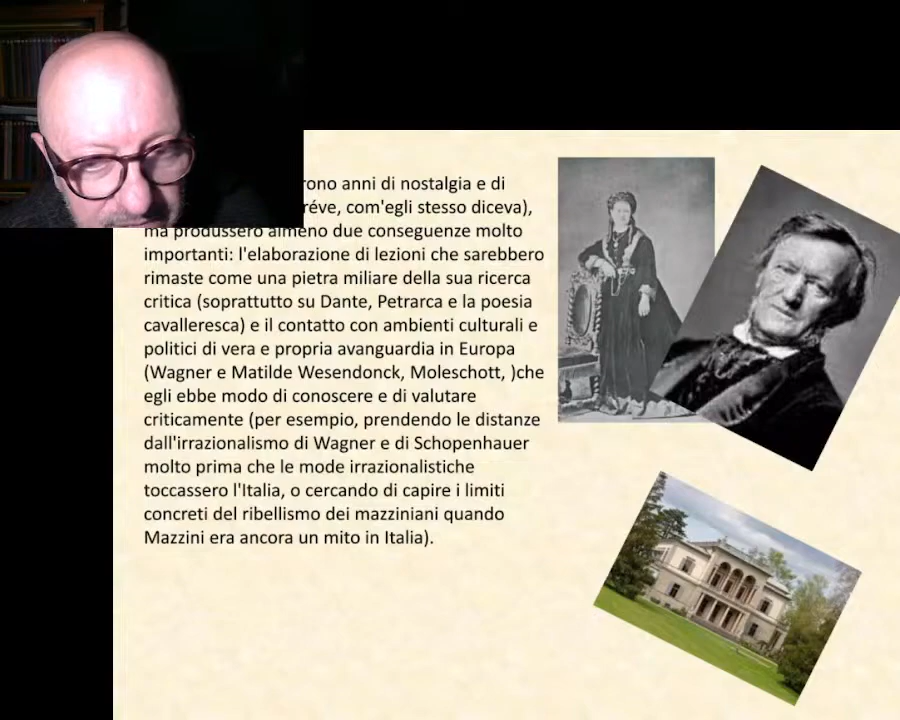 anni di nostalgia e di
com'egli stesso diceva),
ma produssero almeno due conseguenze molto
importanti: l'elaborazione di lezioni che sarebbero
rimaste come una pietra miliare della sua ricerca
critica (soprattutto su Dante, Petrarca e la poesia
cavalleresca) e il contatto con ambienti culturali e
politici di vera e propria avanguardia in Europa
(Wagner e Matilde Wesendonck, Moleschott, )che
egli ebbe modo di conoscere e di valutare
criticamente (per esempio, prendendo le distanze
dall'irrazionalismo di Wagner e di Schopenhauer
molto prima che le mode irrazionalistiche
toccassero l'Italia, o cercando di capire i limiti
concreti del ribellismo dei mazziniani quando
Mazzini era ancora un mito in Italia).